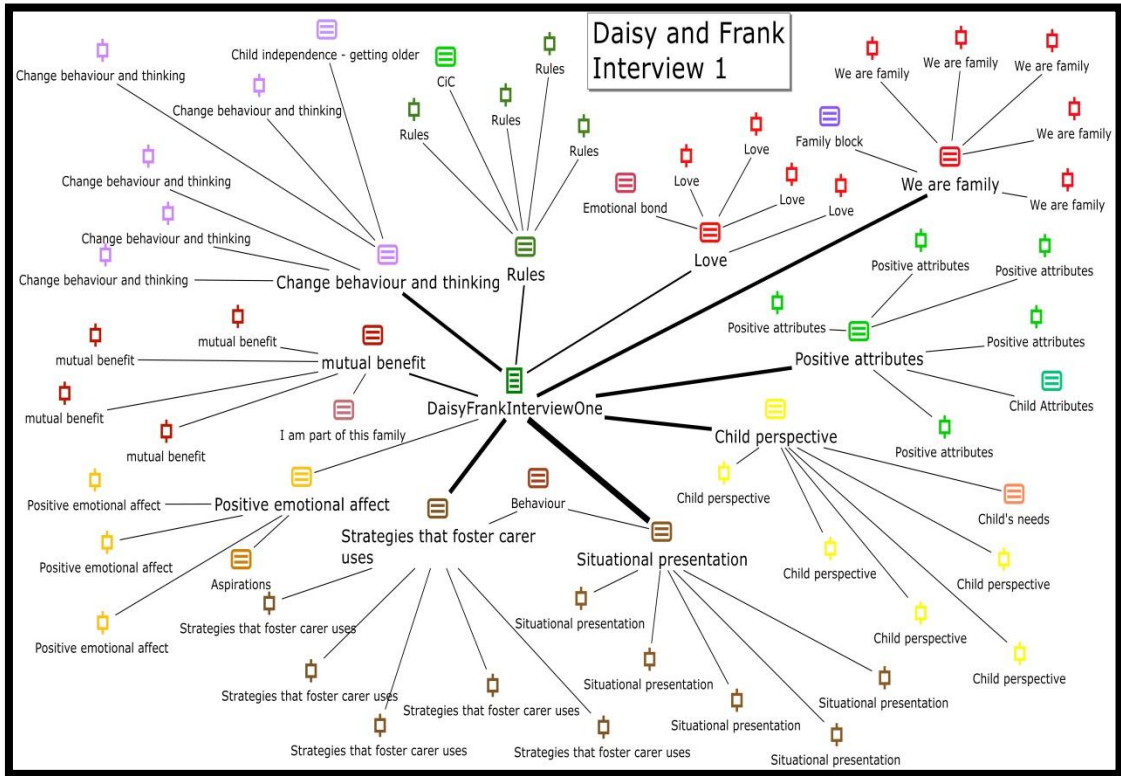 Daisy and Frank
Interview 1
Change behaviour and thinking
Child independence - getting older
CiC
Rules
We are family
We are family
We are family
Change behaviour and thinking
Rules
Rules
Rules
Family block
We are family
Love
Love
Emotional bond
Love
Love
We are family
We are family
Change behaviour and thinking
Change behaviour and thinking
Change behaviour and thinking
Change behaviour and thinking
Rules
Love
Positive attributes
Positive attributes
Positive attributes
Positive attributes
Positive attributes
Child Attributes
Positive attributes
mutual benefit
mutual benefit
mutual benefit
mutual benefit
mutual benefit
I am part of this family
DaisyFrankInterviewOne
Child perspective
Child perspective
Child's needs
Child perspective
Child perspective
Child perspective
Child perspective
Positive emotional affect
Positive emotional affect
Positive emotional affect
Aspirations
Positive emotional affect
Behaviour
Strategies that foster carer
uses
Situational presentation
Strategies that foster carer uses
Strategies that foster carer uses
Strategies that foster carer uses
Strategies that foster carer uses
Strategies that foster carer uses
Situational presentation
Situational presentation
Situational presentation
Situational presentation
Situational presentation